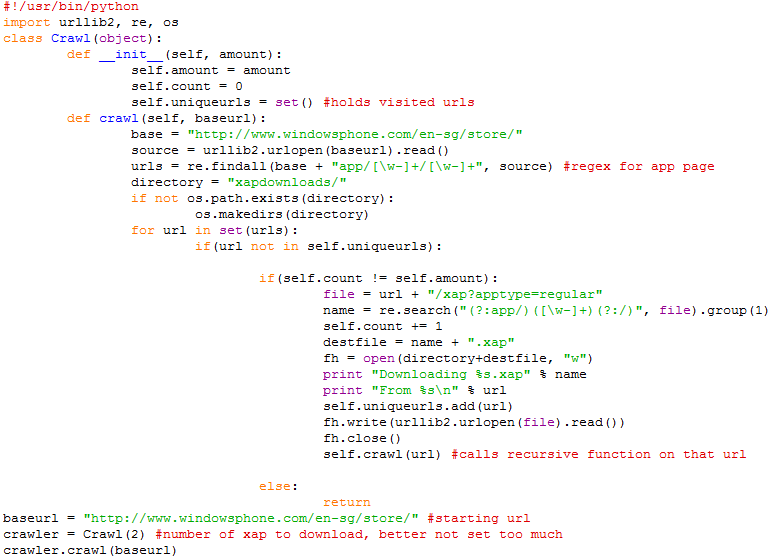 #!/usr/bin/python
import urllib2, re, os
class Crawl(object):
        def __init__(self, amount):
                self.amount = amount
                self.count = 0
                self.uniqueurls = set() #holds visited urls
        def crawl(self, baseurl):
                base = "http://www.windowsphone.com/en-sg/store/"
                source = urllib2.urlopen(baseurl).read()
                urls = re.findall(base + "app/[\w-]+/[\w-]+", source) #regex for app page
                directory = "xapdownloads/"
                if not os.path.exists(directory):
                        os.makedirs(directory)
                for url in set(urls):
                        if(url not in self.uniqueurls):

                                if(self.count != self.amount):
                                        file = url + "/xap?apptype=regular"
                                        name = re.search("(?:app/)([\w-]+)(?:/)", file).group(1)
                                        self.count += 1
                                        destfile = name + ".xap"
                                        fh = open(directory+destfile, "w")
                                        print "Downloading %s.xap" % name
                                        print "From %s\n" % url
                                        self.uniqueurls.add(url)
                                        fh.write(urllib2.urlopen(file).read())
                                        fh.close()
                                        self.crawl(url) #calls recursive function on that url

                                else:
                                        return
baseurl = "http://www.windowsphone.com/en-sg/store/" #starting url
crawler = Crawl(2) #number of xap to download, better not set too much
crawler.crawl(baseurl)